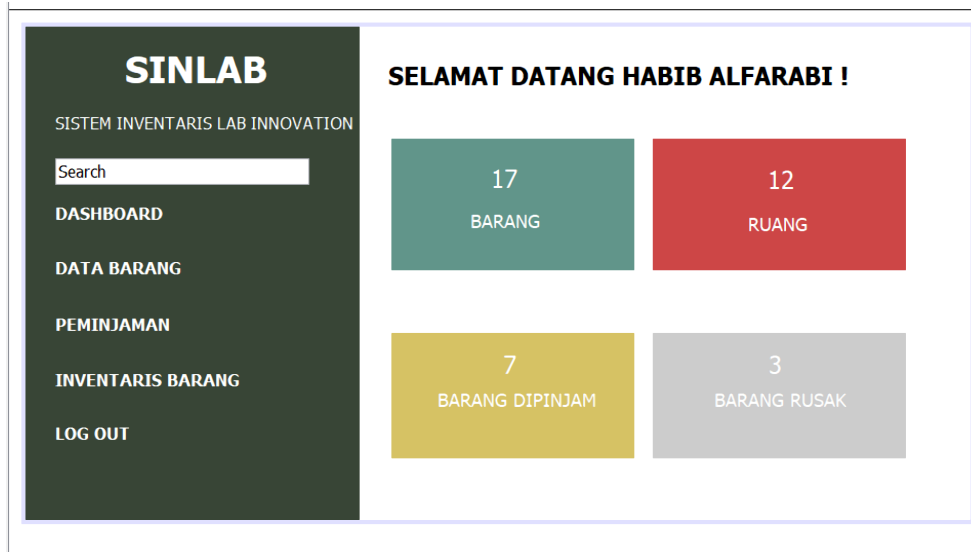 SINLAB
SISTEM INVENTARIS LAB INNOVATION
Search
DASHBOARD
DATA BARANG
PEMINJAMAN
INVENTARIS BARANG
LOG OUT
SELAMAT DATANG HABIB ALFARABI !
17
BARANG
12
RUANG
7
BARANG DIPINJAM
3
BARANG RUSAK